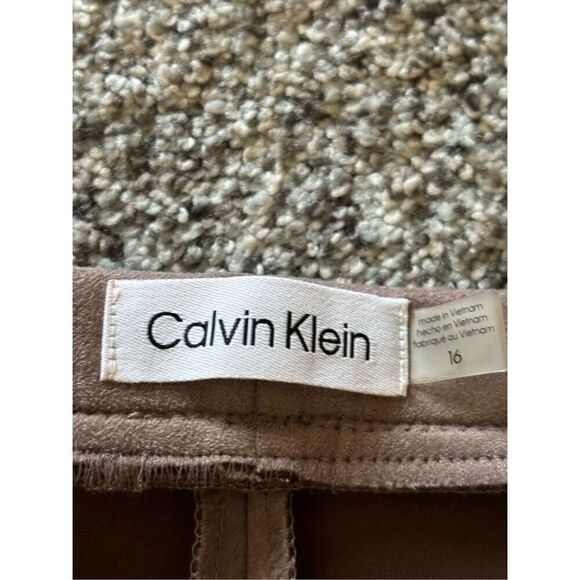 Calvin Klein
made in Vietnam
hecho en Vietnam
fabriqué au Vietnam
16